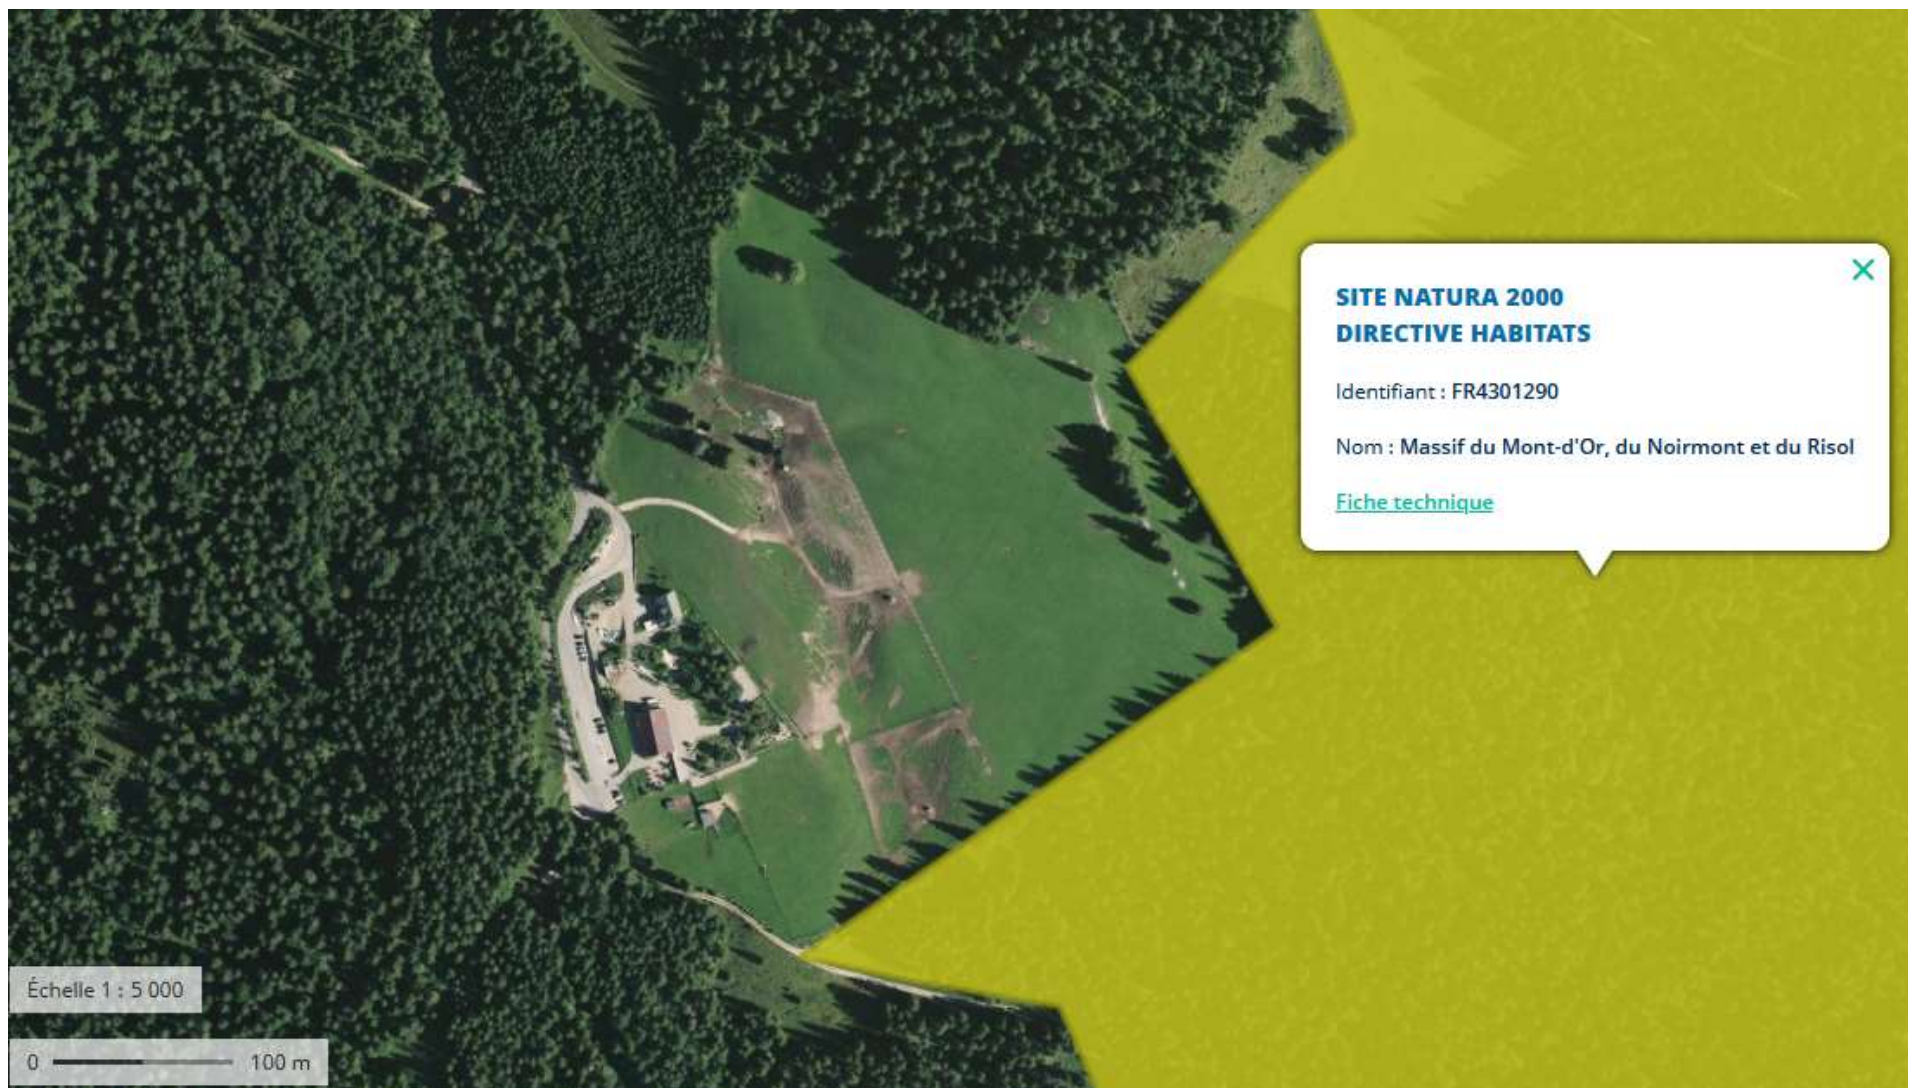 SITE NATURA 2000
DIRECTIVE HABITATS
Identifiant : FR4301290
Nom : Massif du Mont-d'Or, du Noirmont et du Risol
Fiche technique
Échelle 1 : 5 000
0 100 m